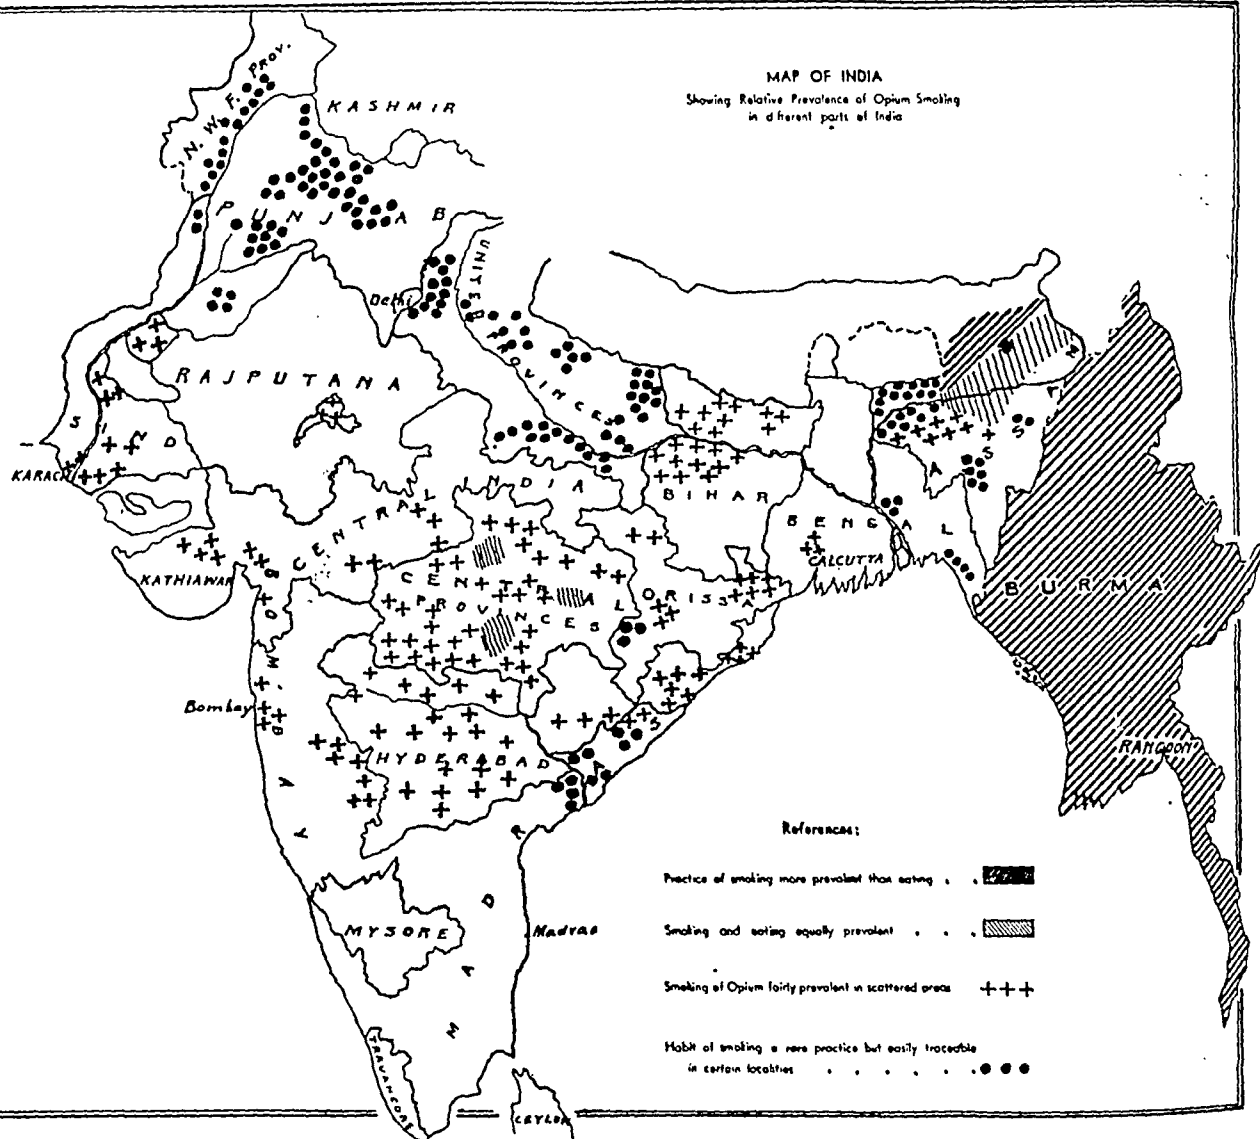 MAP OF INDIA
Showing Relative Prevalence of Opium Smoking
in different parts of India
N. W. F. PROV.
KASHMIR
PUNJAB
UNITED PROVINCES
Delhi
RAJPUTANA
SIND
KARACHI
ASSAM
CENTRAL INDIA
BIHAR
BENGAL
CALCUTTA
KATHIAWAR
CENTRAL
PROVINCES
ORISSA
BURMA
BOMBAY
Bombay
RANGOON
HYDERABAD
MADRAS
MYSORE
Madras
TRAVANCORE
CEYLON
References:
Practice of smoking more prevalent than eating . . .
Smoking and eating equally prevalent . . . .
Smoking of Opium fairly prevalent in scattered areas +++
Habit of smoking a rare practice but easily traceable
in certain localities . . . . . .